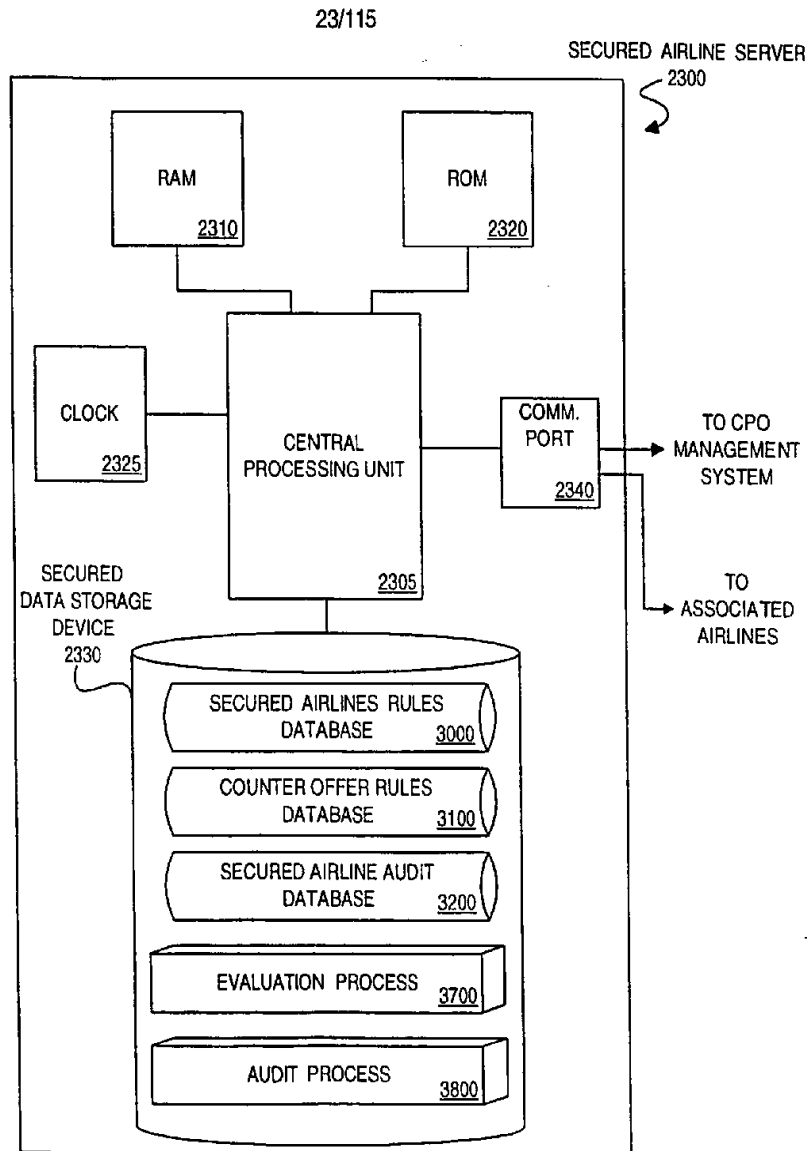 23/115
SECURED AIRLINE SERVER
2300
RAM
2310
ROM
2320
CLOCK
2325
CENTRAL
PROCESSING UNIT
2305
COMM.
PORT
2340
TO CPO
MANAGEMENT
SYSTEM
TO
ASSOCIATED
AIRLINES
SECURED
DATA STORAGE
DEVICE
2330
SECURED AIRLINES RULES
DATABASE 3000
COUNTER OFFER RULES
DATABASE 3100
SECURED AIRLINE AUDIT
DATABASE 3200
EVALUATION PROCESS 3700
AUDIT PROCESS 3800